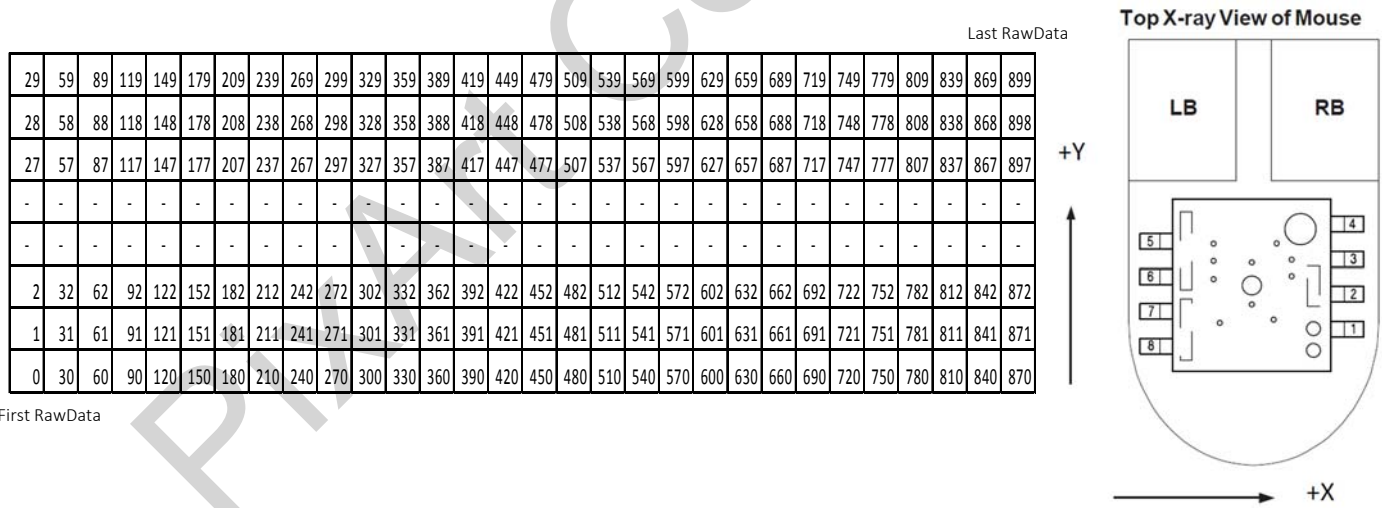 Top X-ray View of Mouse
Last RawData
29 59 89 119 149 179 209 239 269 299 329 359 389 419 449 479 509 539 569 599 629 659 689 719 749 779 809 839 869 899
28 58 88 118 148 178 208 238 268 298 328 358 388 418 448 478 508 538 568 598 628 658 688 718 748 778 808 838 868 898
27 57 87 117 147 177 207 237 267 297 327 357 387 417 447 477 507 537 567 597 627 657 687 717 747 777 807 837 867 897
- - - - - - - - - - - - - - - - - - - - - - - - - - - - - -
- - - - - - - - - - - - - - - - - - - - - - - - - - - - - -
2 32 62 92 122 152 182 212 242 272 302 332 362 392 422 452 482 512 542 572 602 632 662 692 722 752 782 812 842 872
1 31 61 91 121 151 181 211 241 271 301 331 361 391 421 451 481 511 541 571 601 631 661 691 721 751 781 811 841 871
0 30 60 90 120 150 180 210 240 270 300 330 360 390 420 450 480 510 540 570 600 630 660 690 720 750 780 810 840 870
First RawData
LB RB
+Y
5 4
6 3
7 2
8 1
+X
PixArt Co